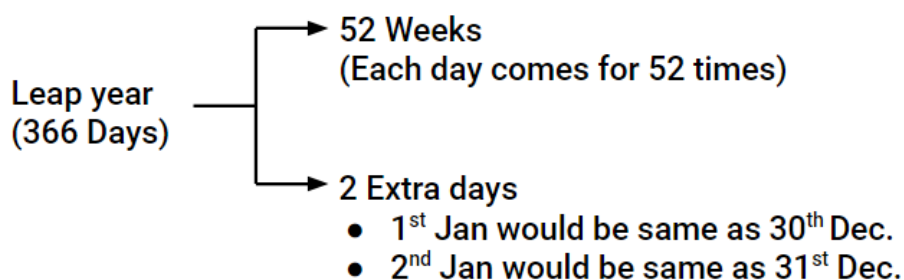 52 Weeks
(Each day comes for 52 times)
Leap year
(366 Days)
2 Extra days
● 1st Jan would be same as 30th Dec.
● 2nd Jan would be same as 31st Dec.